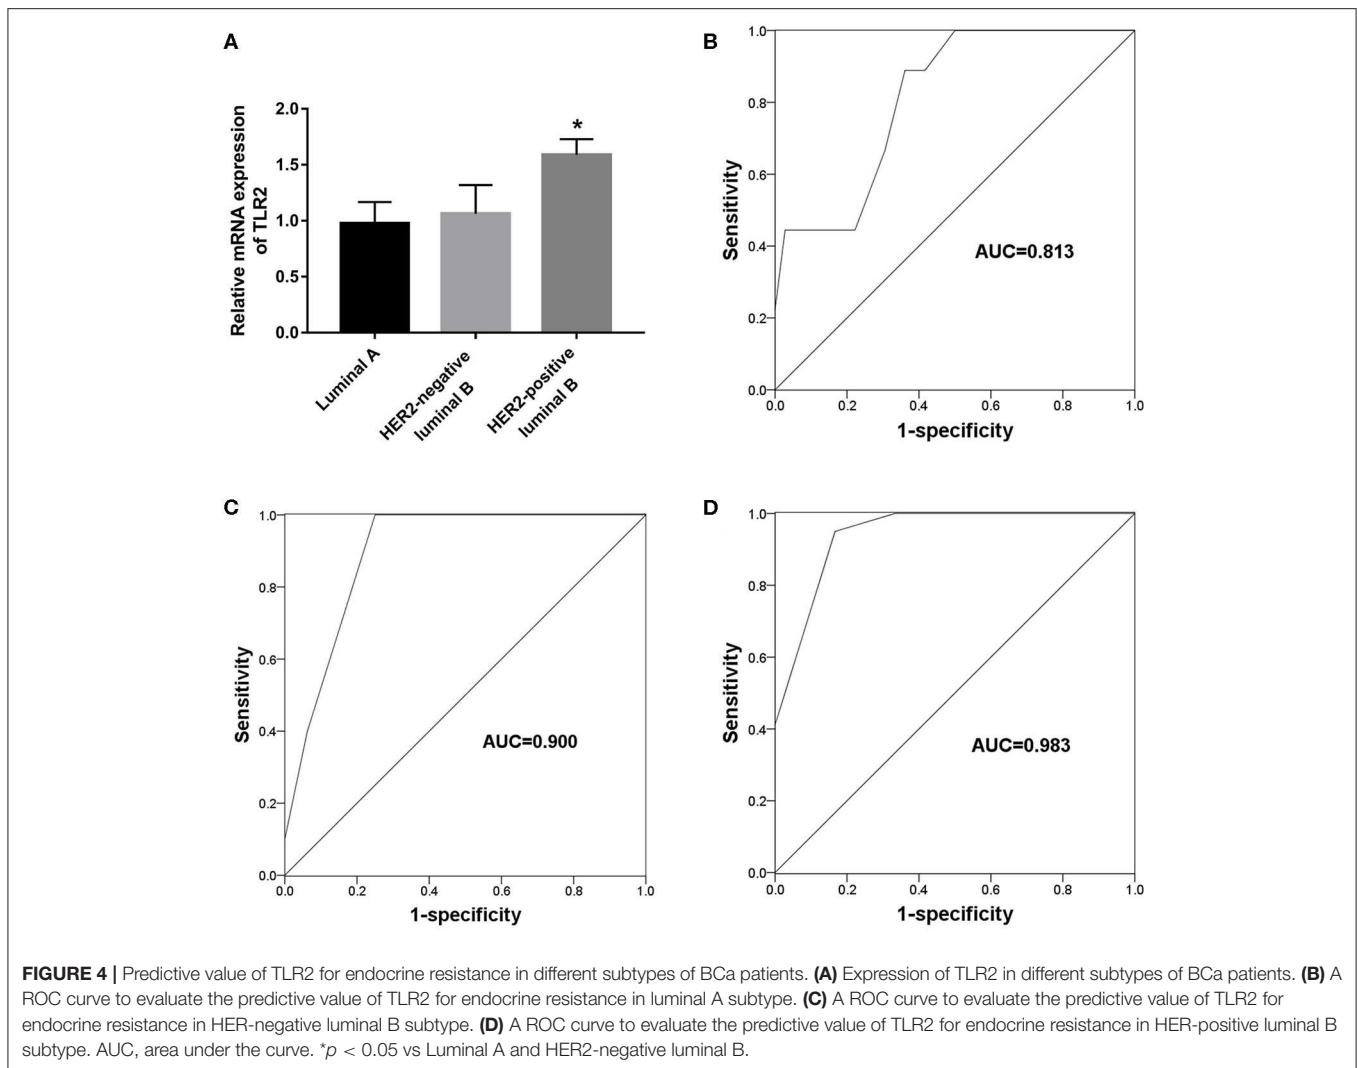 A
Relative mRNA expression
of TLR2
2.0
1.5
1.0
0.5
0.0
*
Luminal A
HER2-negative
luminal B
HER2-positive
luminal B
B
Sensitivity
1.0
0.8
0.6
0.4
0.2
0.0
AUC=0.813
0.0 0.2 0.4 0.6 0.8 1.0
1-specificity
C
Sensitivity
1.0
0.8
0.6
0.4
0.2
0.0
AUC=0.900
0.0 0.2 0.4 0.6 0.8 1.0
1-specificity
D
Sensitivity
1.0
0.8
0.6
0.4
0.2
0.0
AUC=0.983
0.0 0.2 0.4 0.6 0.8 1.0
1-specificity
FIGURE 4 | Predictive value of TLR2 for endocrine resistance in different subtypes of BCa patients. (A) Expression of TLR2 in different subtypes of BCa patients. (B) A
ROC curve to evaluate the predictive value of TLR2 for endocrine resistance in luminal A subtype. (C) A ROC curve to evaluate the predictive value of TLR2 for
endocrine resistance in HER-negative luminal B subtype. (D) A ROC curve to evaluate the predictive value of TLR2 for endocrine resistance in HER-positive luminal B
subtype. AUC, area under the curve. *p < 0.05 vs Luminal A and HER2-negative luminal B.